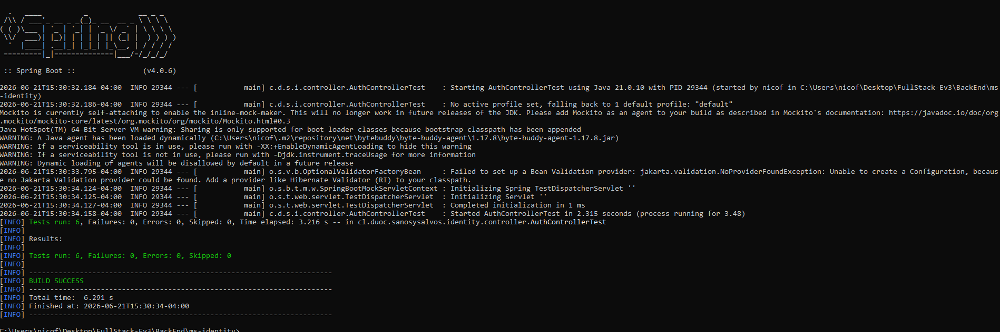 .   ____          _            __ _ _
 /\\ / ___'_ __ _ _(_)_ __  __ _ \ \ \ \
( ( )\___ | '_ | '_| | '_ \/ _` | \ \ \ \
 \\/  ___)| |_)| | | | | || (_| |  ) ) ) )
  '  |____| .__|_| |_|_| |_\__, | / / / /
 =========|_|==============|___/=/_/_/_/
 :: Spring Boot ::                (v4.0.6)
2026-06-21T15:30:32.184-04:00  INFO 29344 --- [           main] c.d.s.i.controller.AuthControllerTest    : Starting AuthControllerTest using Java 21.0.10 with PID 29344 (started by nicof in C:\Users\nicof\Desktop\FullStack-Ev3\BackEnd\ms
-identity)
2026-06-21T15:30:32.186-04:00  INFO 29344 --- [           main] c.d.s.i.controller.AuthControllerTest    : No active profile set, falling back to 1 default profile: "default"
Mockito is currently self-attaching to enable the inline-mock-maker. This will no longer work in future releases of the JDK. Please add Mockito as an agent to your build as described in Mockito's documentation: https://javadoc.io/doc/org
.mockito/mockito-core/latest/org.mockito/org/mockito/Mockito.html#0.3
Java HotSpot(TM) 64-Bit Server VM warning: Sharing is only supported for boot loader classes because bootstrap classpath has been appended
WARNING: A Java agent has been loaded dynamically (C:\Users\nicof\.m2\repository\net\bytebuddy\byte-buddy-agent\1.17.8\byte-buddy-agent-1.17.8.jar)
WARNING: If a serviceability tool is in use, please run with -XX:+EnableDynamicAgentLoading to hide this warning
WARNING: If a serviceability tool is not in use, please run with -Djdk.instrument.traceUsage for more information
WARNING: Dynamic loading of agents will be disallowed by default in a future release
2026-06-21T15:30:33.795-04:00  INFO 29344 --- [           main] o.s.v.b.OptionalValidatorFactoryBean     : Failed to set up a Bean Validation provider: jakarta.validation.NoProviderFoundException: Unable to create a Configuration, becaus
e no Jakarta Validation provider could be found. Add a provider like Hibernate Validator (RI) to your classpath.
2026-06-21T15:30:34.124-04:00  INFO 29344 --- [           main] o.s.b.t.m.w.SpringBootMockServletContext : Initializing Spring TestDispatcherServlet ''
2026-06-21T15:30:34.125-04:00  INFO 29344 --- [           main] o.s.t.web.servlet.TestDispatcherServlet  : Initializing Servlet ''
2026-06-21T15:30:34.127-04:00  INFO 29344 --- [           main] o.s.t.web.servlet.TestDispatcherServlet  : Completed initialization in 1 ms
2026-06-21T15:30:34.158-04:00  INFO 29344 --- [           main] c.d.s.i.controller.AuthControllerTest    : Started AuthControllerTest in 2.315 seconds (process running for 3.48)
[INFO] Tests run: 6, Failures: 0, Errors: 0, Skipped: 0, Time elapsed: 3.216 s -- in cl.duoc.sanosysalvos.identity.controller.AuthControllerTest
[INFO]
[INFO] Results:
[INFO]
[INFO] Tests run: 6, Failures: 0, Errors: 0, Skipped: 0
[INFO]
[INFO] ------------------------------------------------------------------------
[INFO] BUILD SUCCESS
[INFO] ------------------------------------------------------------------------
[INFO] Total time:  6.291 s
[INFO] Finished at: 2026-06-21T15:30:34-04:00
[INFO] ------------------------------------------------------------------------
C:\Users\nicof\Desktop\FullStack-Ev3\BackEnd\ms-identity>